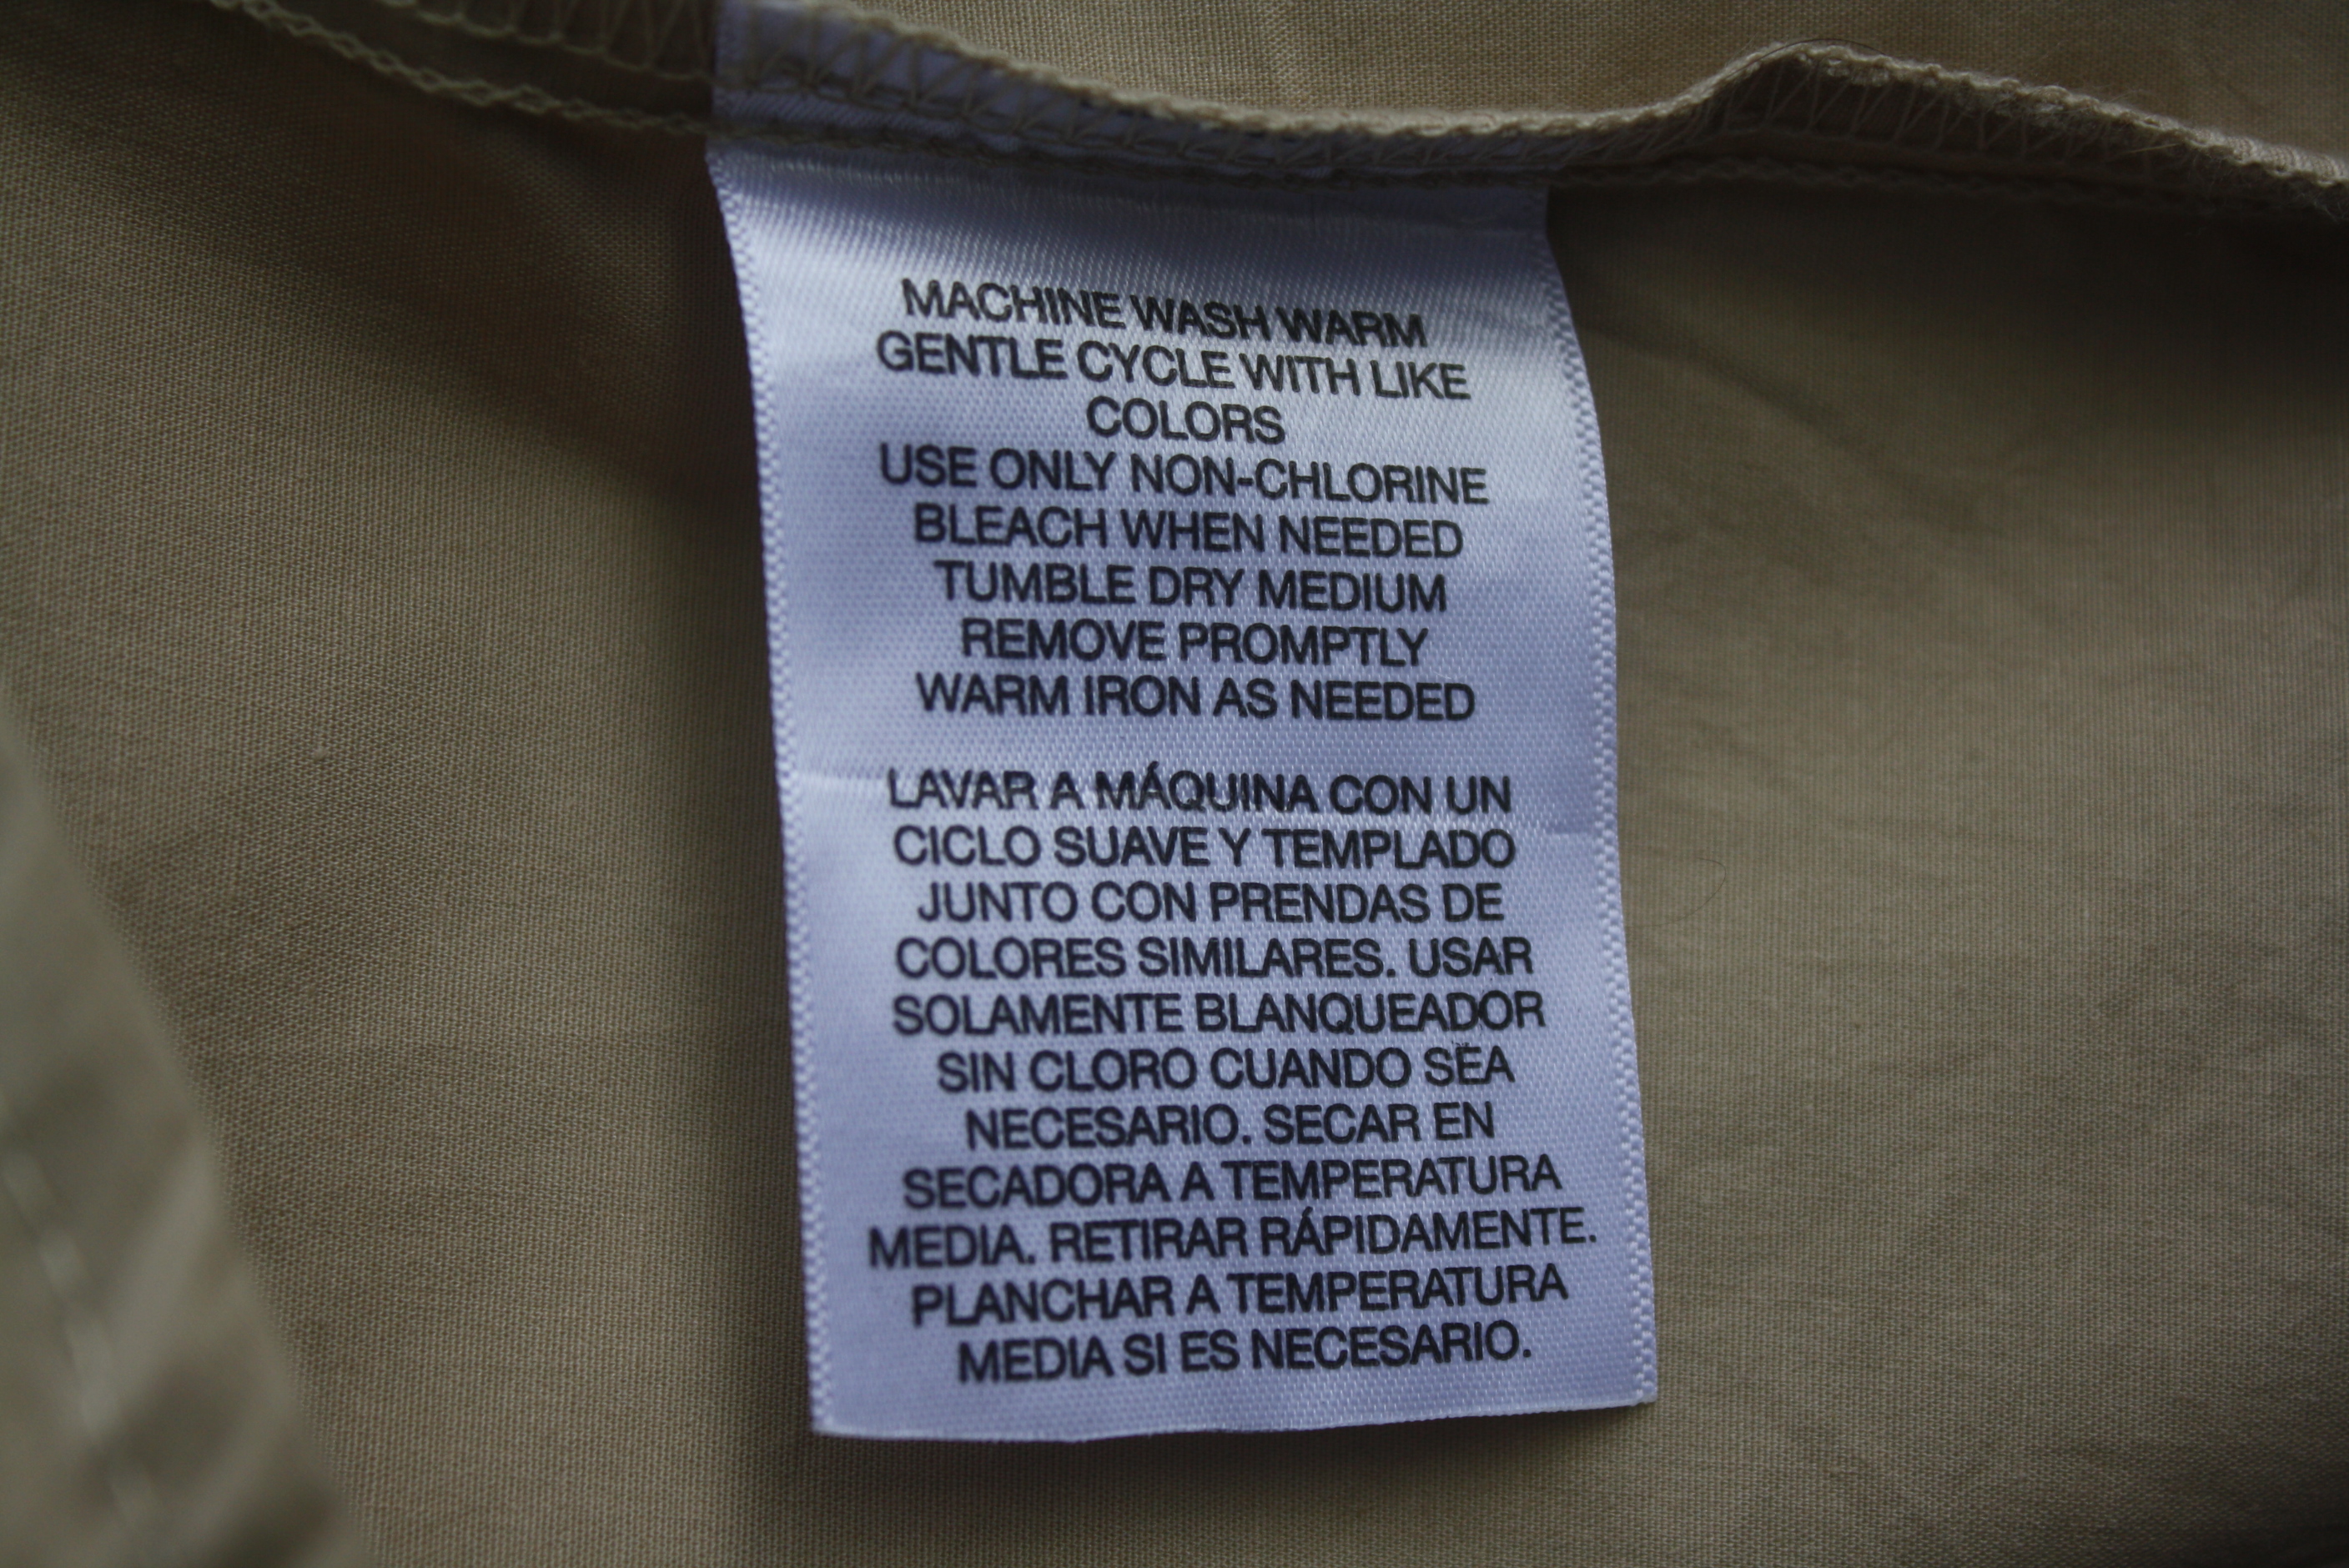 MACHINE WASH WARM
GENTLE CYCLE WITH LIKE
COLORS
USE ONLY NON-CHLORINE
BLEACH WHEN NEEDED
TUMBLE DRY MEDIUM
REMOVE PROMPTLY
WARM IRON AS NEEDED
LAVAR A MÁQUINA CON UN
CICLO SUAVE Y TEMPLADO
JUNTO CON PRENDAS DE
COLORES SIMILARES. USAR
SOLAMENTE BLANQUEADOR
SIN CLORO CUANDO SEA
NECESARIO. SECAR EN
SECADORA A TEMPERATURA
MEDIA. RETIRAR RÁPIDAMENTE.
PLANCHAR A TEMPERATURA
MEDIA SI ES NECESARIO.